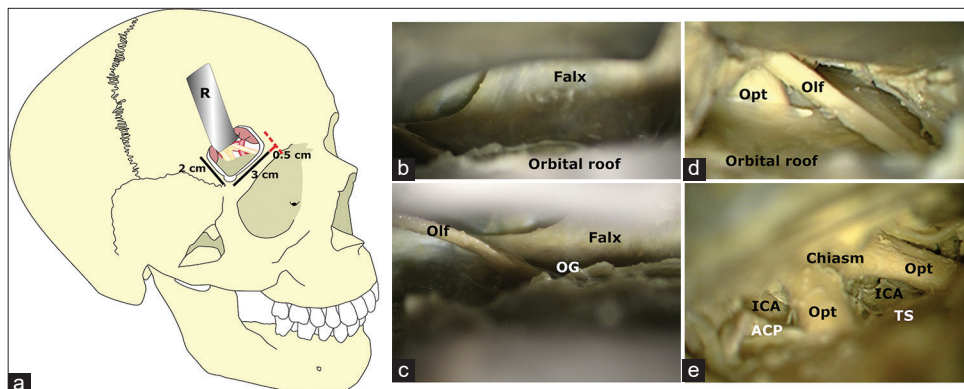 R
0.5 cm
2 cm
3 cm
a
Falx
Orbital roof
b
Olf
Falx
OG
c
Opt
Olf
Orbital roof
d
Chiasm
Opt
ICA
ICA
Opt
TS
ACP
e